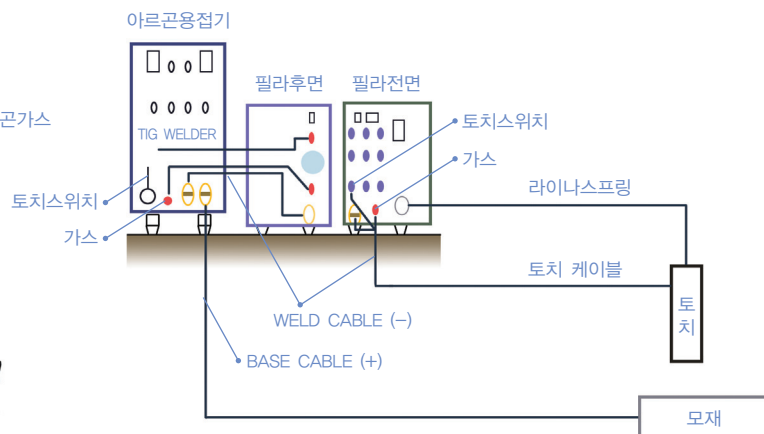 아르곤용접기
필라후면
필라전면
곤가스
TIG WELDER
토치스위치
가스
라이나스프링
토치스위치
가스
토치 케이블
토치
WELD CABLE (−)
BASE CABLE (+)
모재